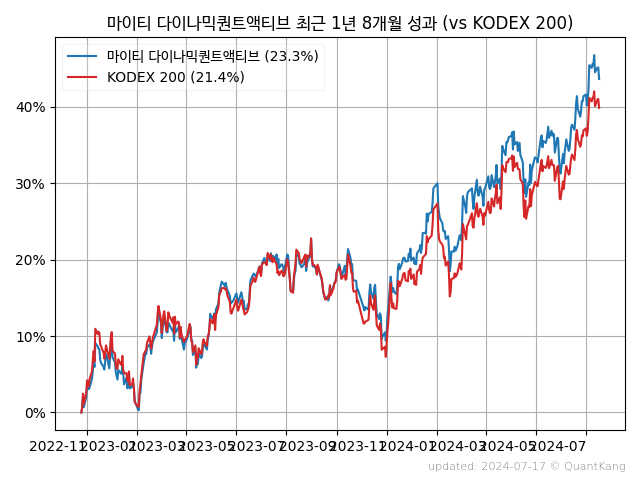 마이티 다이나믹퀀트액티브 최근 1년 8개월 성과 (vs KODEX 200)
마이티 다이나믹퀀트액티브 (23.3%)
KODEX 200 (21.4%)
40%
30%
20%
10%
0%
2022-11 2023-01 2023-03 2023-05 2023-07 2023-09 2023-11 2024-01 2024-03 2024-05 2024-07
updated: 2024-07-17 © QuantKang